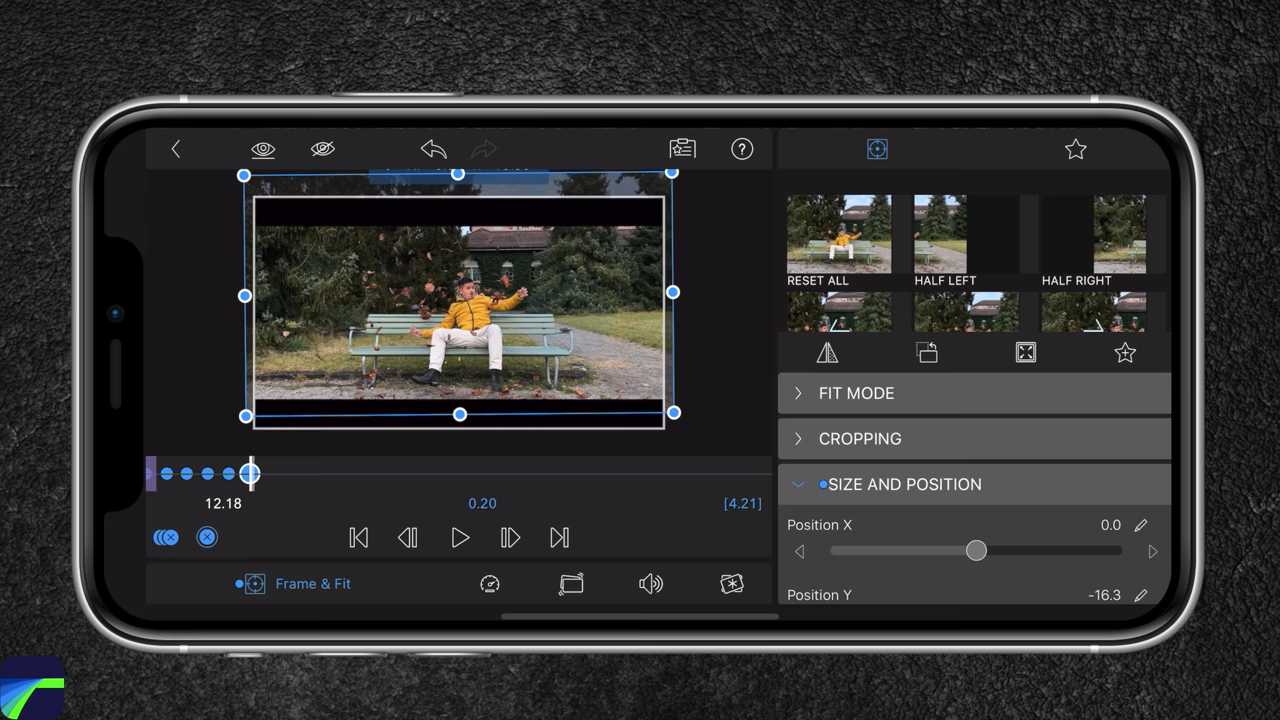 RESET ALL
HALF LEFT
HALF RIGHT
FIT MODE
CROPPING
SIZE AND POSITION
Position X
0.0
Position Y
-16.3
12.18
0.20
[4.21]
Frame & Fit